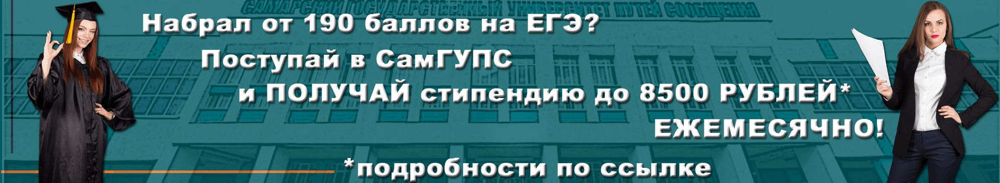 САМАРСКИЙ ГОСУДАРСТВЕННЫЙ УНИВЕРСИТЕТ ПУТЕЙ СООБЩЕНИЯ
Набрал от 190 баллов на ЕГЭ?
Поступай в СамГУПС
и ПОЛУЧАЙ стипендию до 8500 РУБЛЕЙ*
ЕЖЕМЕСЯЧНО!
*подробности по ссылке